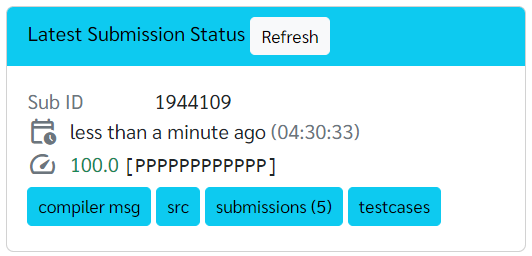 Latest Submission Status Refresh
Sub ID 1944109
less than a minute ago (04:30:33)
100.0 [PPPPPPPPPPPP]
compiler msg src submissions (5) testcases